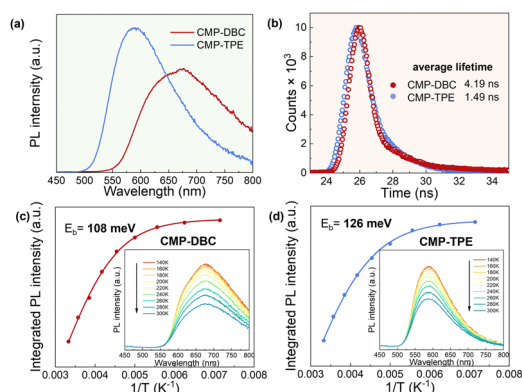 (a)
CMP-DBC
CMP-TPE
PL intensity (a.u.)
450 500 550 600 650 700 750 800
Wavelength (nm)
(b)
10
8
6
4
2
0
Counts × 10³
average lifetime
CMP-DBC 4.19 ns
CMP-TPE 1.49 ns
24 26 28 30 32 34
Time (ns)
(c)
E_b= 108 meV
CMP-DBC
Integrated PL intensity (a.u.)
0.003 0.004 0.005 0.006 0.007 0.008
1/T (K⁻¹)
PL intensity (a.u.)
140K
160K
180K
200K
220K
240K
260K
280K
300K
450 500 550 600 650 700 750 800
Wavelength (nm)
(d)
E_b= 126 meV
CMP-TPE
Integrated PL intensity (a.u.)
0.003 0.004 0.005 0.006 0.007 0.008
1/T (K⁻¹)
PL intensity (a.u.)
140K
160K
180K
200K
220K
240K
260K
280K
300K
450 500 550 600 650 700 750 800
Wavelength (nm)